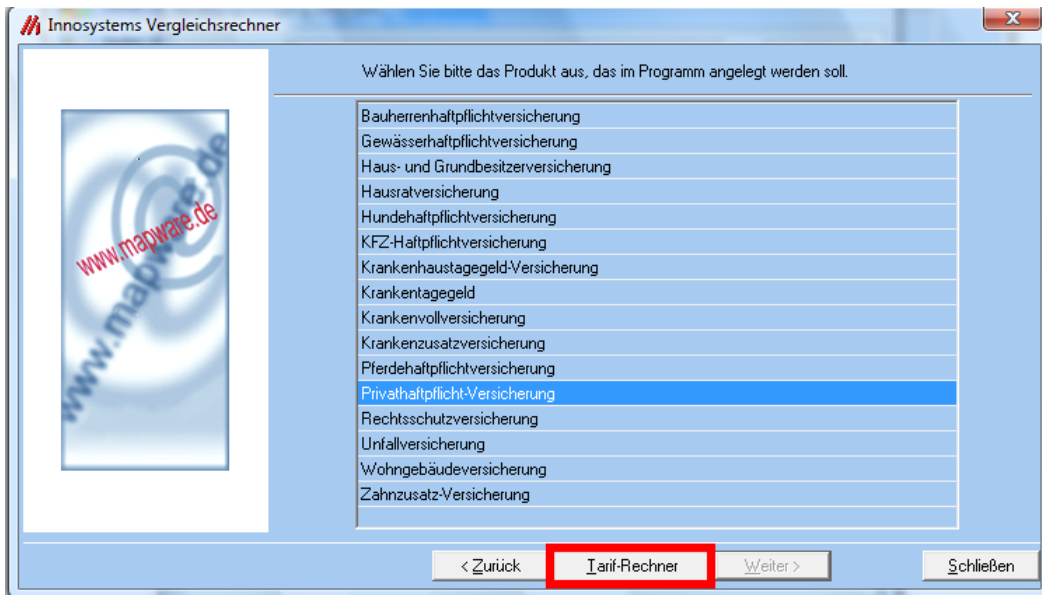 Innosystems Vergleichsrechner
Wählen Sie bitte das Produkt aus, das im Programm angelegt werden soll.
www.mapware.de
www.mapware.de
Bauherrenhaftpflichtversicherung
Gewässerhaftpflichtversicherung
Haus- und Grundbesitzerversicherung
Hausratversicherung
Hundehaftpflichtversicherung
KFZ-Haftpflichtversicherung
Krankenhaustagegeld-Versicherung
Krankentagegeld
Krankenvollversicherung
Krankenzusatzversicherung
Pferdehaftpflichtversicherung
Privathaftpflicht-Versicherung
Rechtsschutzversicherung
Unfallversicherung
Wohngebäudeversicherung
Zahnzusatz-Versicherung
< Zurück Tarif-Rechner Weiter > Schließen